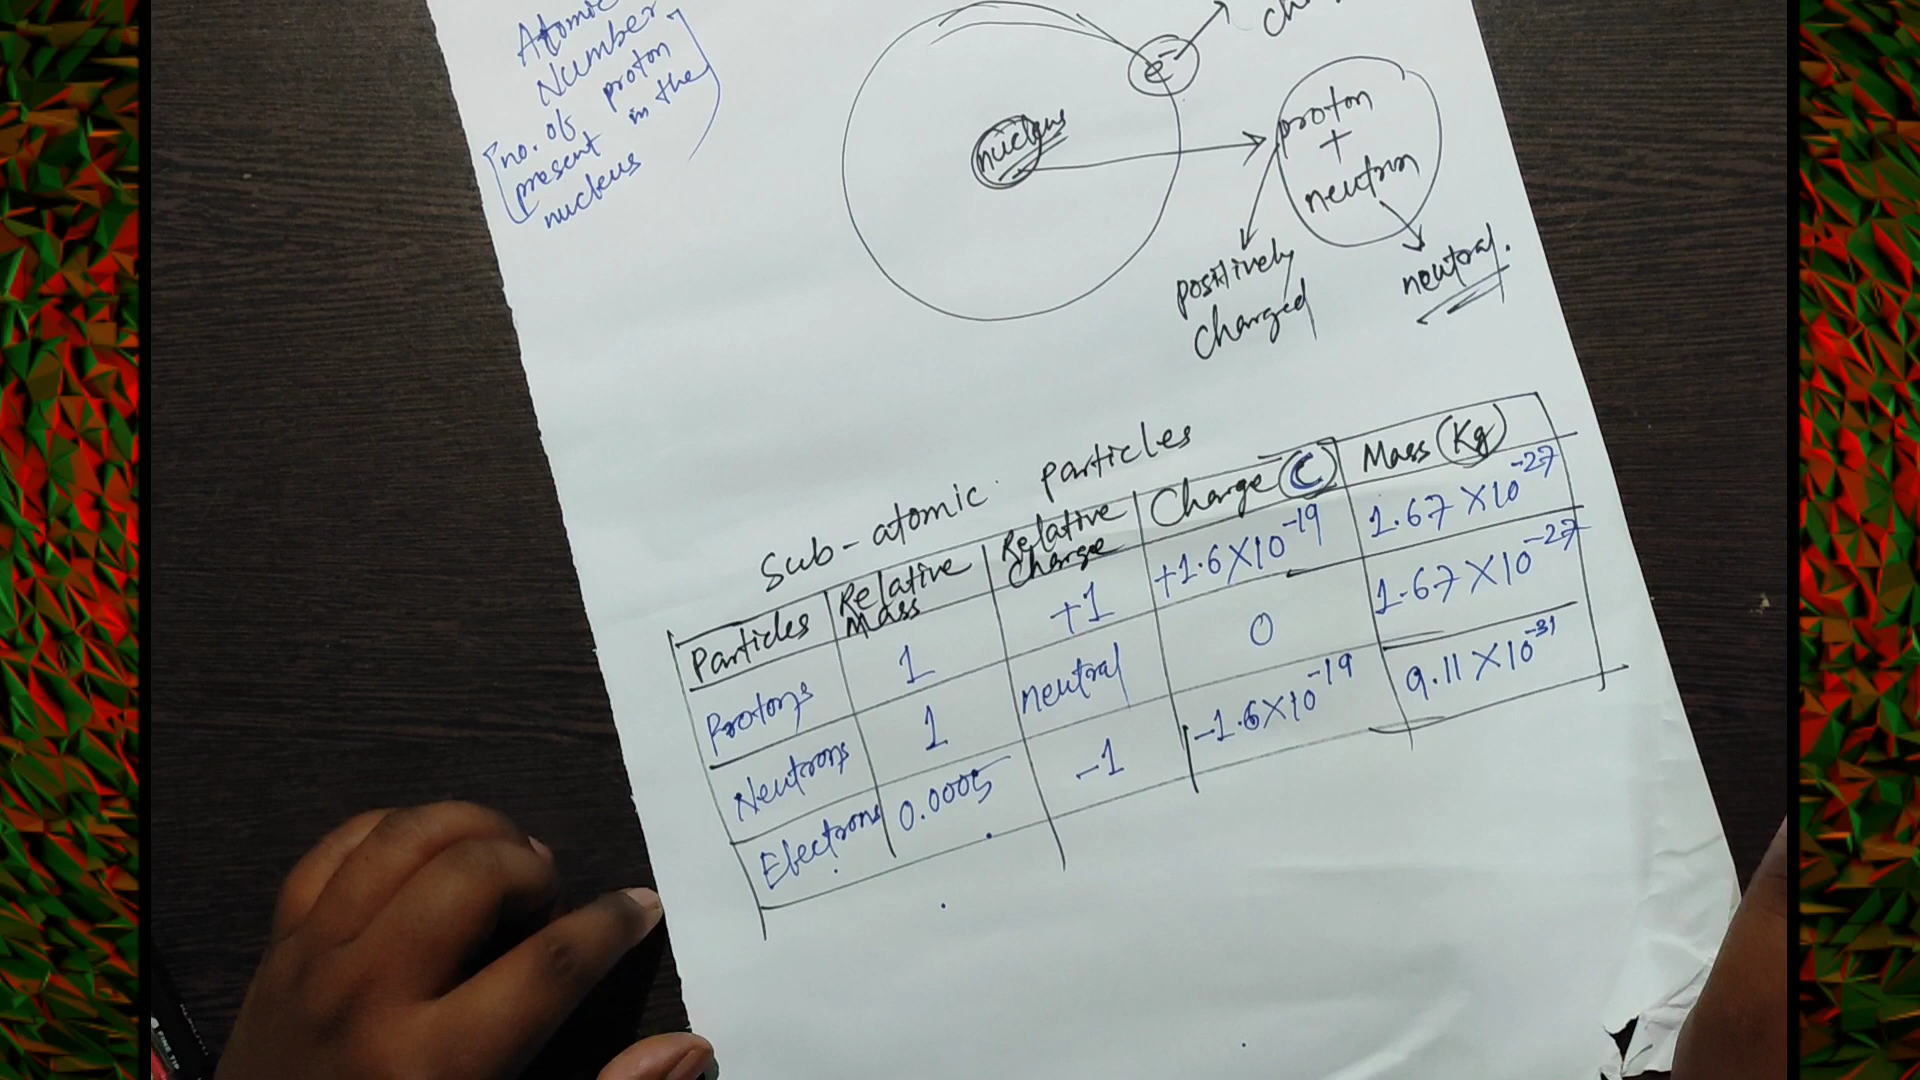 Atomic
Number
no. of proton
present in the
nucleus
e-
nucleus
proton
+
neutron
positively
charged
neutral.
Sub-atomic particles
Particles Relative Mass Relative Charge Charge (C) Mass (Kg)
Protons 1 +1 +1.6 X 10^-19 1.67 X 10^-27
Neutrons 1 neutral 0 1.67 X 10^-27
Electrons 0.0005 -1 -1.6 X 10^-19 9.11 X 10^-31
FINE TIP